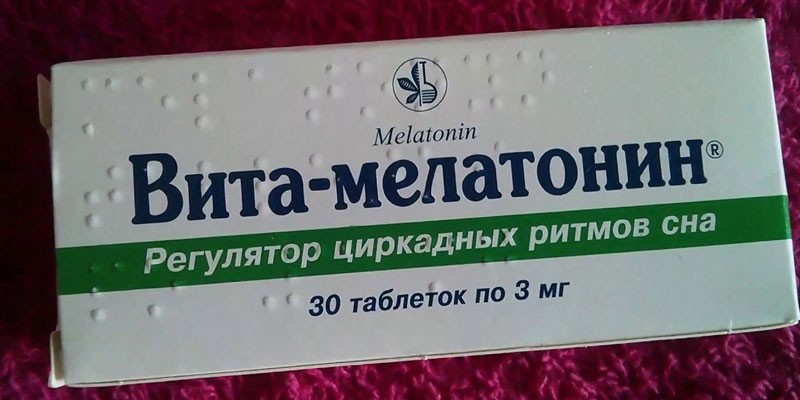 Melatonin
Вита-мелатонин®
Регулятор циркадных ритмов сна
30 таблеток по 3 мг